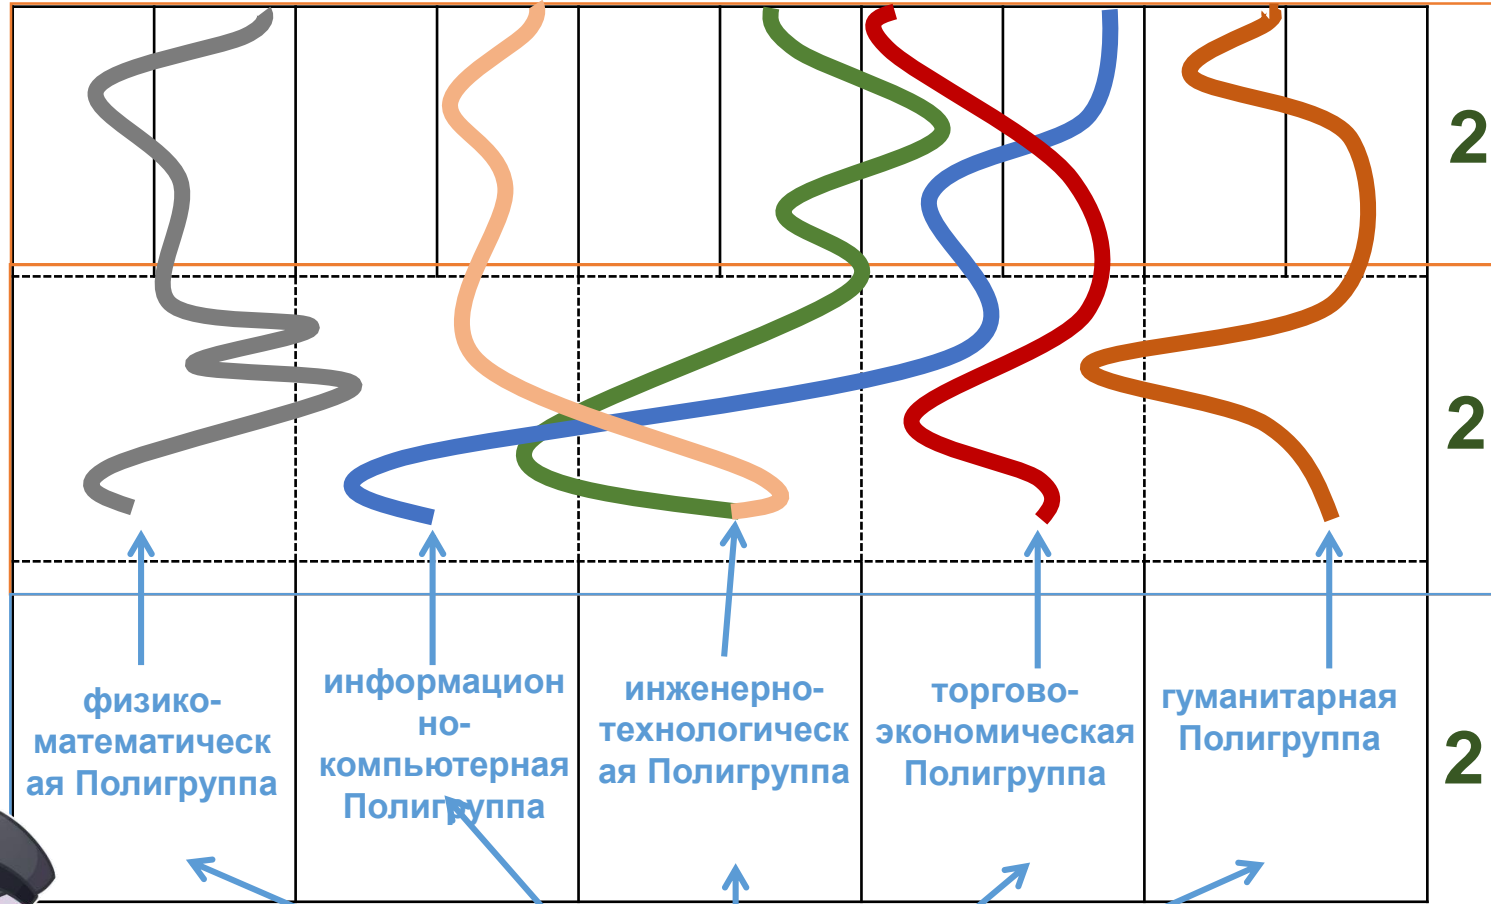 2
2
физико-
математическ
ая Полигруппа
информацион
но-
компьютерная
Полигруппа
инженерно-
технологическ
ая Полигруппа
торгово-
экономическая
Полигруппа
гуманитарная
Полигруппа
2